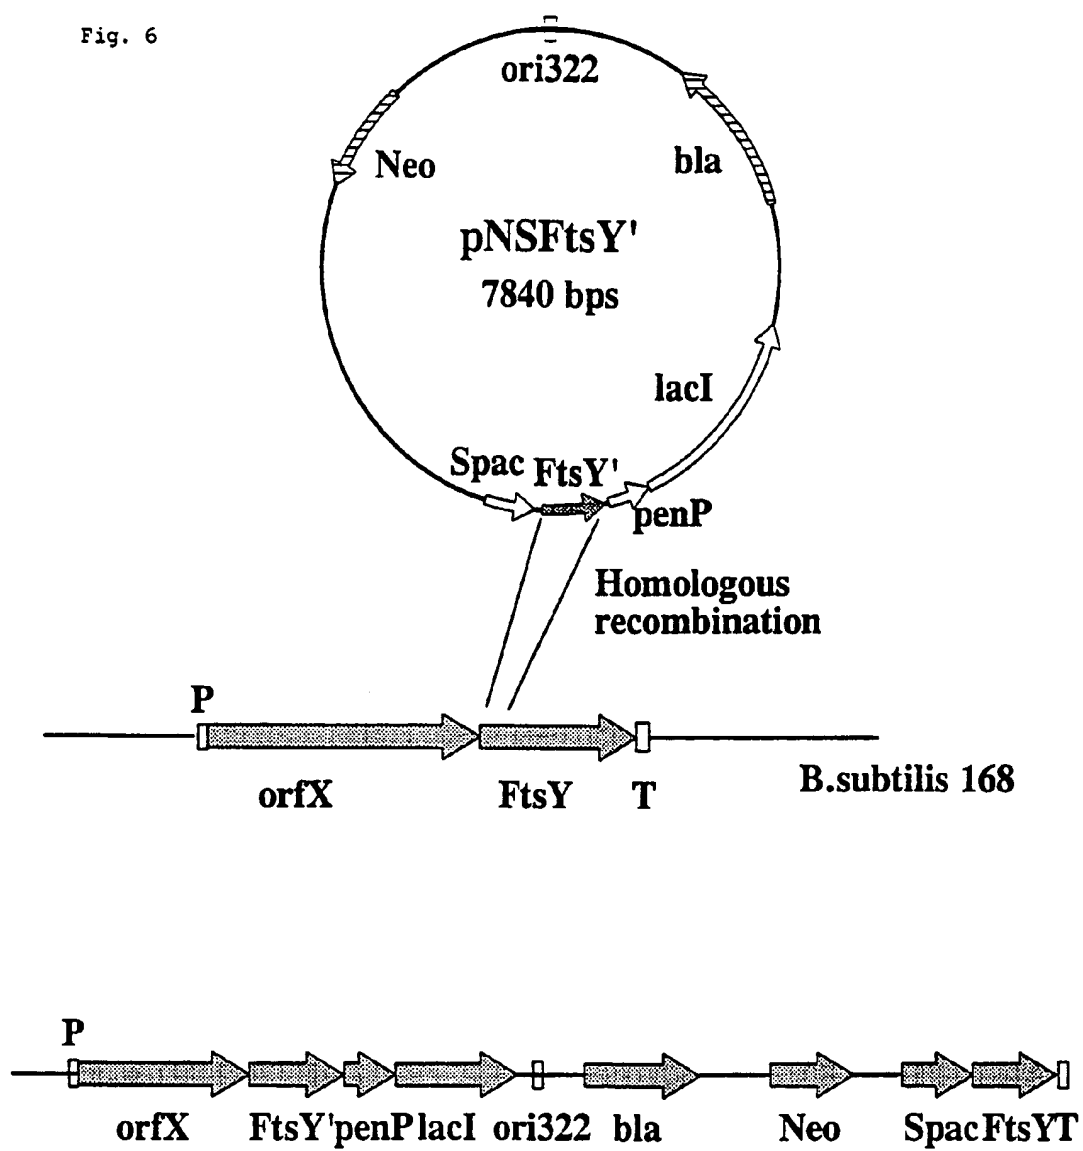 Fig. 6
ori322
Neo
bla
pNSFtsY'
7840 bps
lacI
Spac FtsY'
penP
Homologous
recombination
P
orfX FtsY T B.subtilis 168
P
orfX FtsY' penP lacI ori322 bla Neo Spac FtsY T